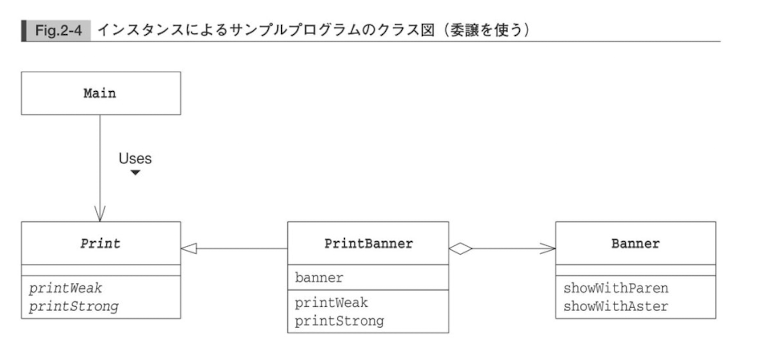 Fig.2-4 インスタンスによるサンプルプログラムのクラス図（委譲を使う）
Main
Uses
Print
printWeak
printStrong
PrintBanner
banner
printWeak
printStrong
Banner
showWithParen
showWithAster